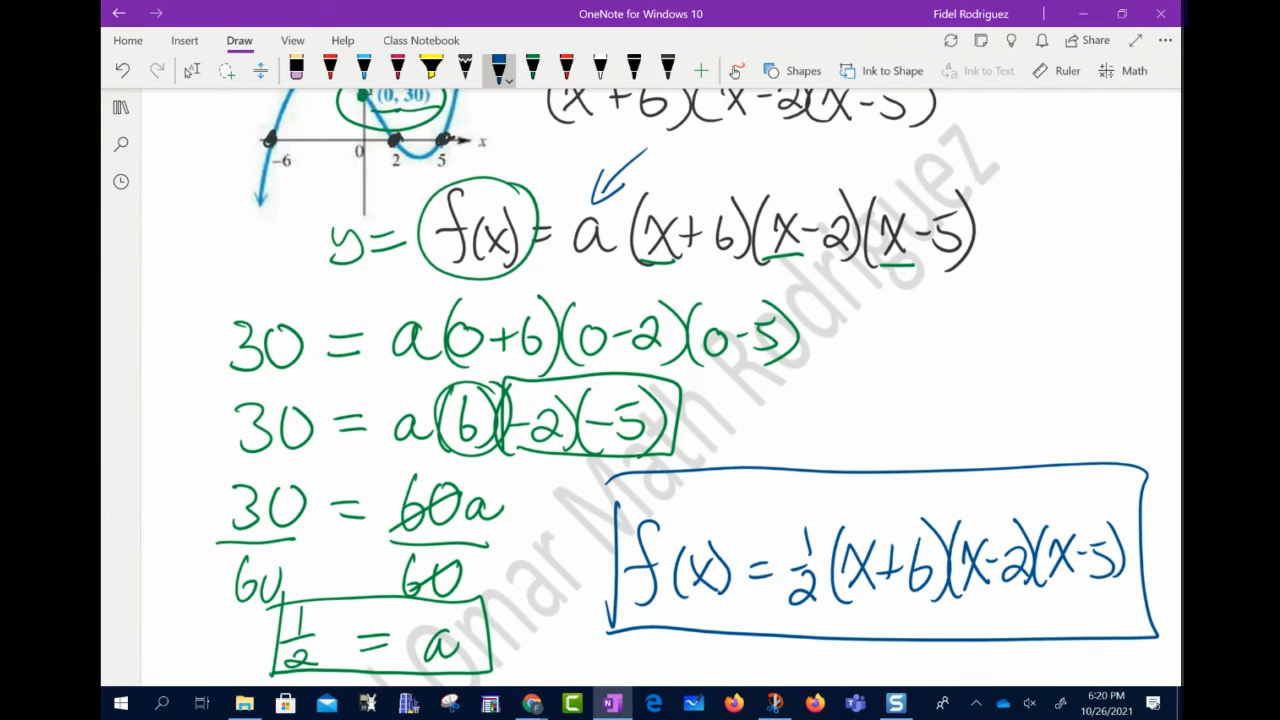 OneNote for Windows 10
Fidel Rodriguez
Home Insert Draw View Help Class Notebook
Share
Shapes Ink to Shape Ink to Text Ruler Math
(0, 30)
(x+6)(x-2)(x-5)
-6 0 2 5 x
y= f(x) = a(x+6)(x-2)(x-5)
30 = a(0+6)(0-2)(0-5)
30 = a(6)(-2)(-5)
30 = 60a
60 60
1/2 = a
f(x) = 1/2 (x+6)(x-2)(x-5)
Lomar Math Rodriguez
6:20 PM
10/26/2021